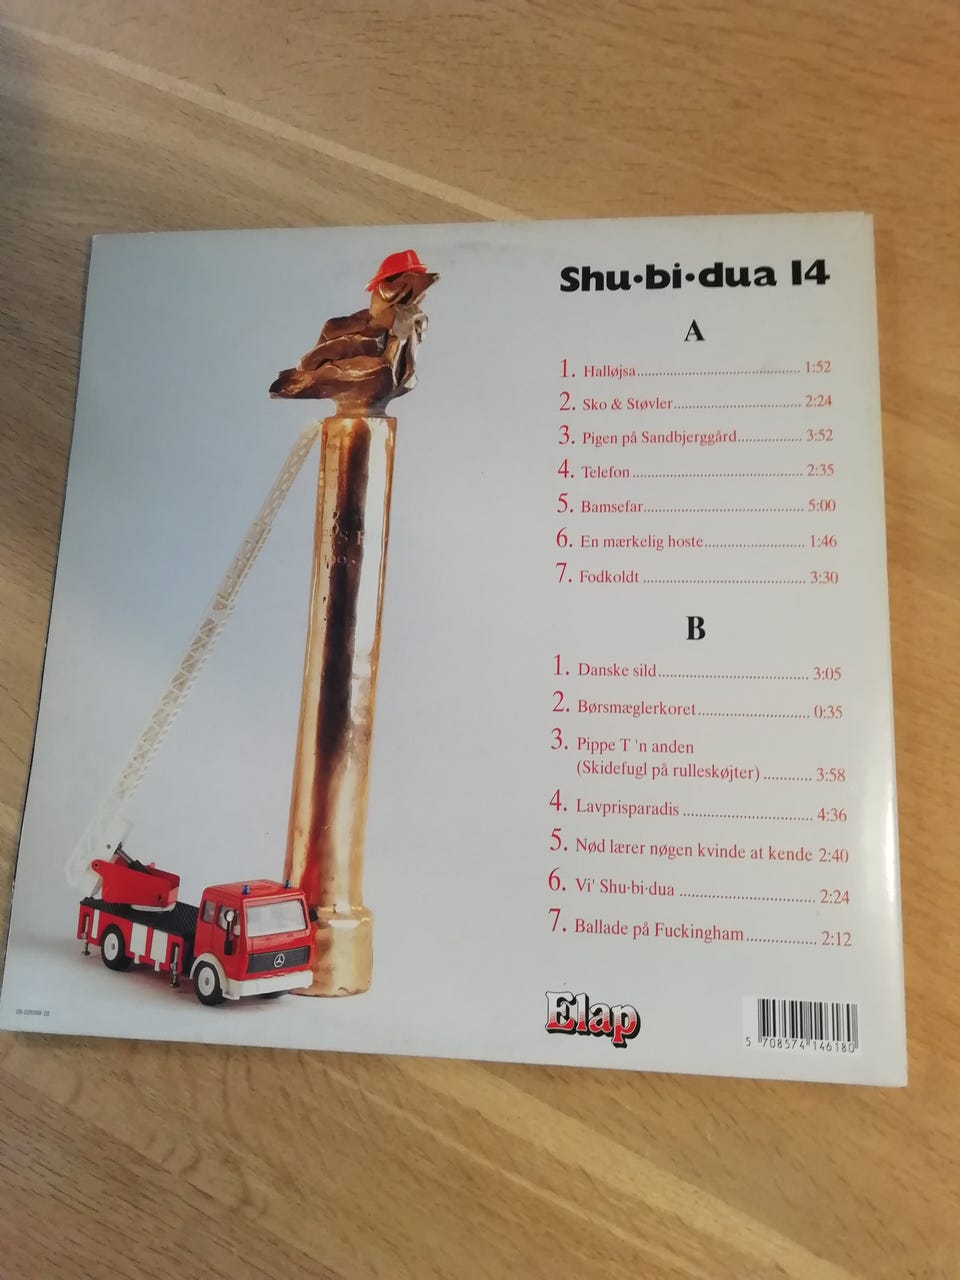 Shu·bi·dua 14
A
1. Halløjsa 1:52
2. Sko & Støvler 2:24
3. Pigen på Sandbjerggård 3:52
4. Telefon 2:35
5. Bamsefar 5:00
6. En mærkelig hoste 1:46
7. Fodkoldt 3:30
B
1. Danske sild 3:05
2. Børsmæglerkoret 0:35
3. Pippe T 'n anden
(Skidefugl på rulleskøjter) 3:58
4. Lavprisparadis 4:36
5. Nød lærer nøgen kvinde at kende 2:40
6. Vi' Shu·bi·dua 2:24
7. Ballade på Fuckingham 2:12
Elap
5 708574 146180